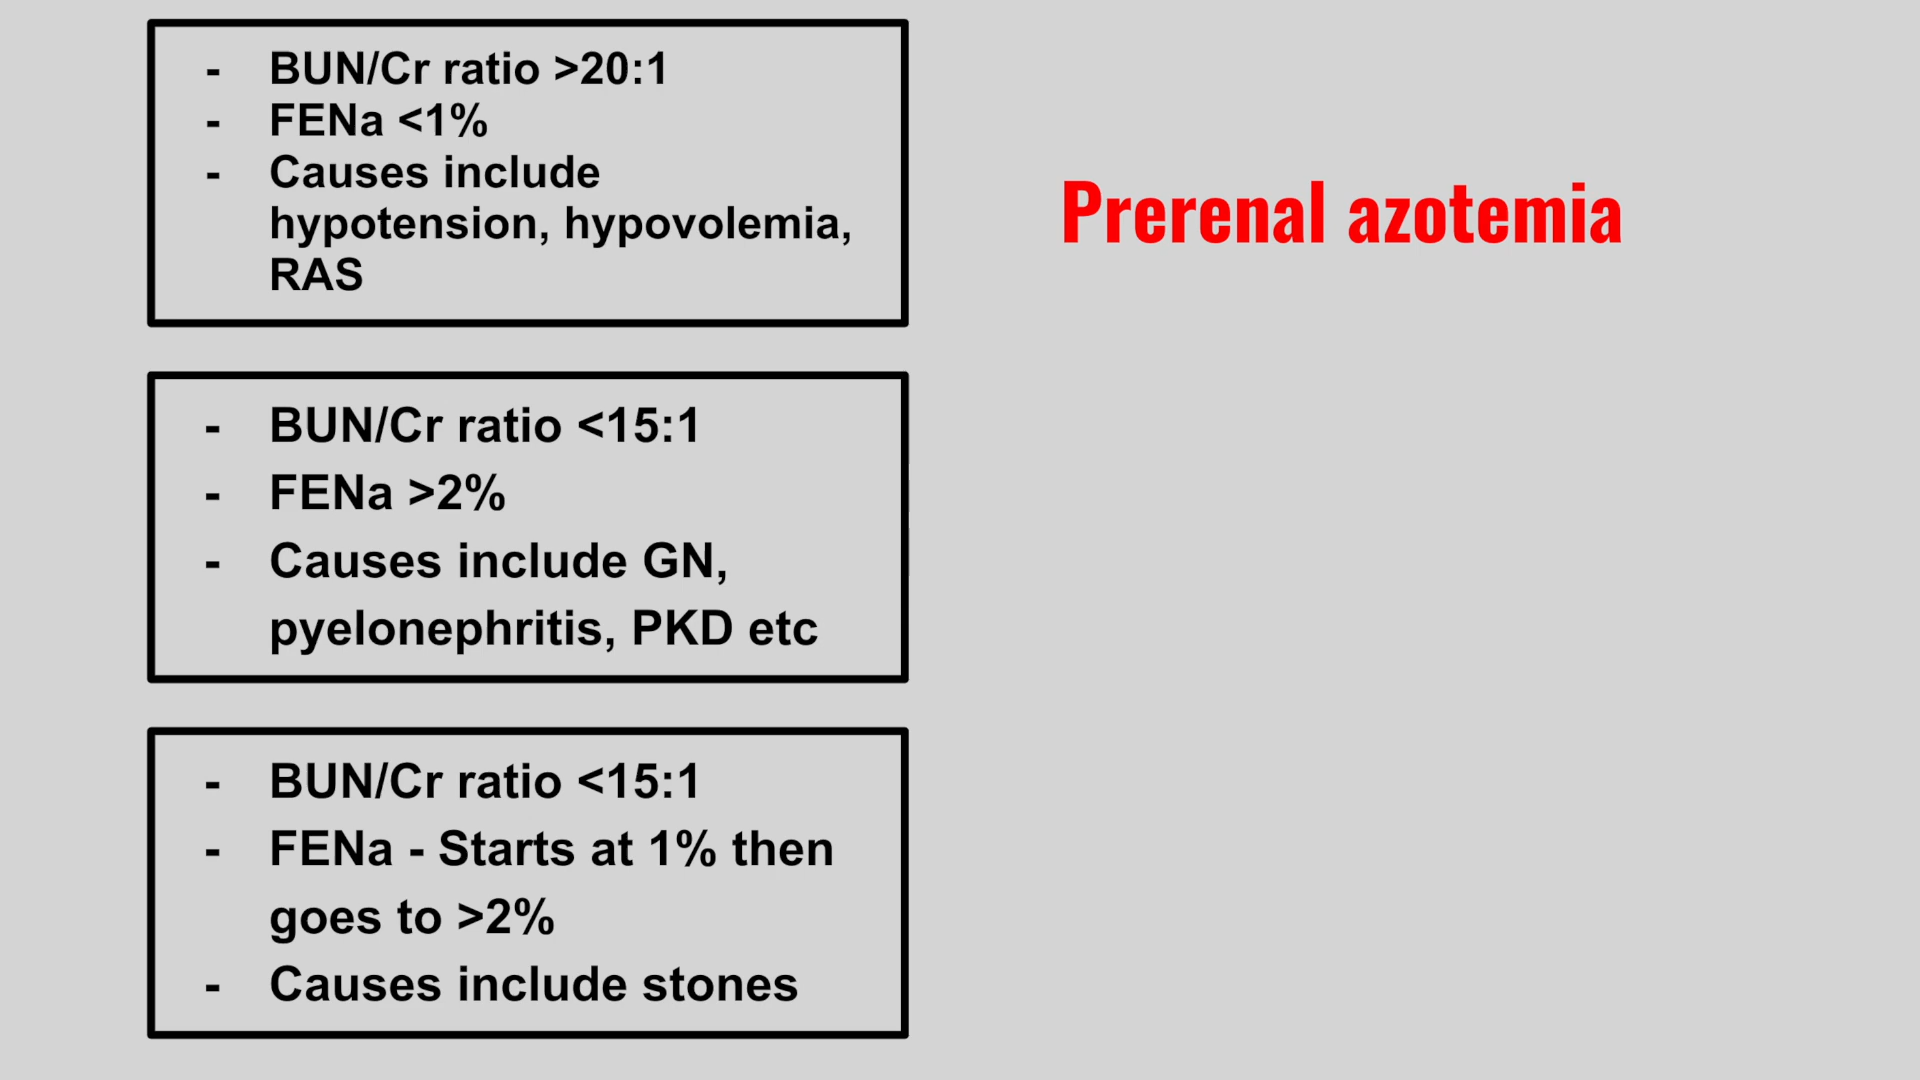 - BUN/Cr ratio >20:1
- FENa <1%
- Causes include
hypotension, hypovolemia,
RAS
Prerenal azotemia
- BUN/Cr ratio <15:1
- FENa >2%
- Causes include GN,
pyelonephritis, PKD etc
- BUN/Cr ratio <15:1
- FENa - Starts at 1% then
goes to >2%
- Causes include stones